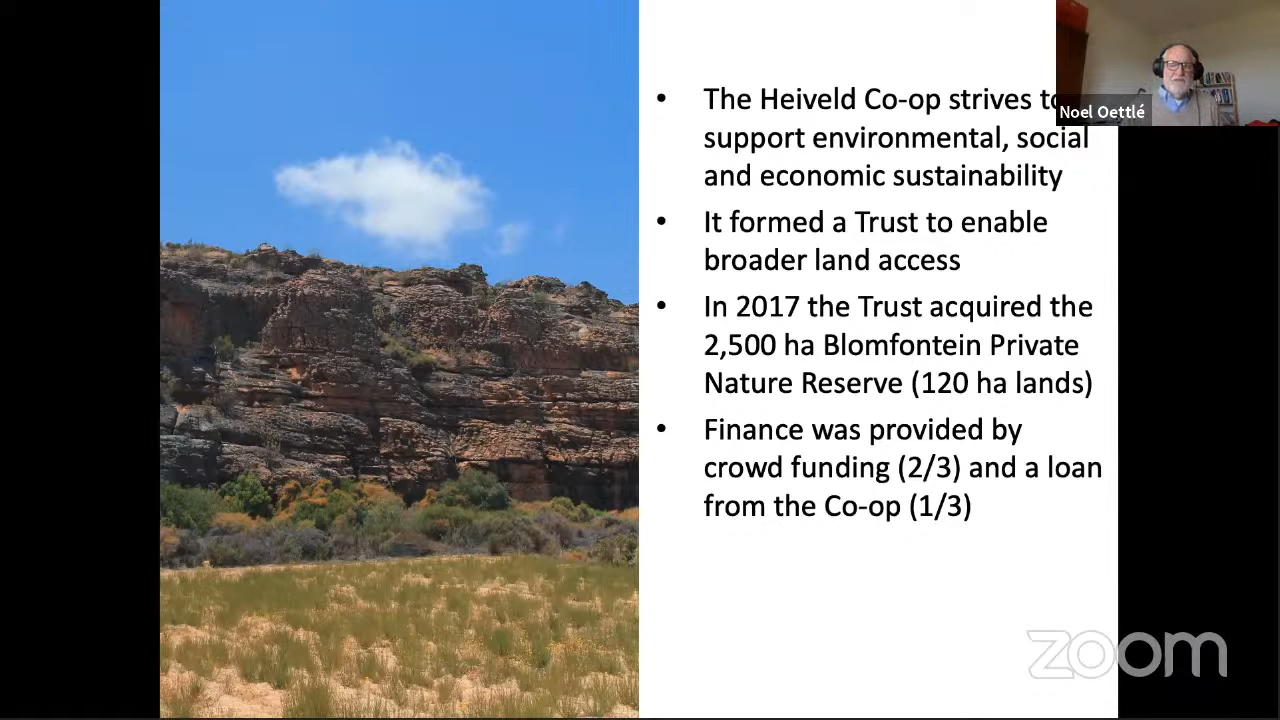 • The Heiveld Co-op strives to
support environmental, social
and economic sustainability
• It formed a Trust to enable
broader land access
• In 2017 the Trust acquired the
2,500 ha Blomfontein Private
Nature Reserve (120 ha lands)
• Finance was provided by
crowd funding (2/3) and a loan
from the Co-op (1/3)
Noel Oettlé
zoom